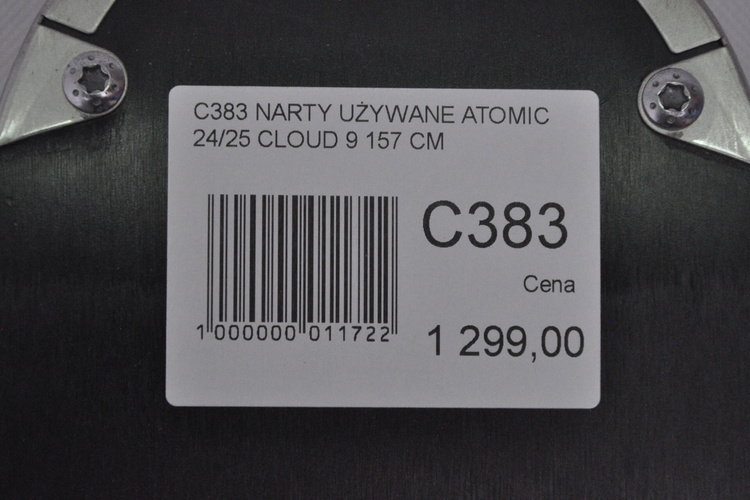 C383 NARTY UŻYWANE ATOMIC
24/25 CLOUD 9 157 CM
C383
Cena
1 299,00
1 000000 011722